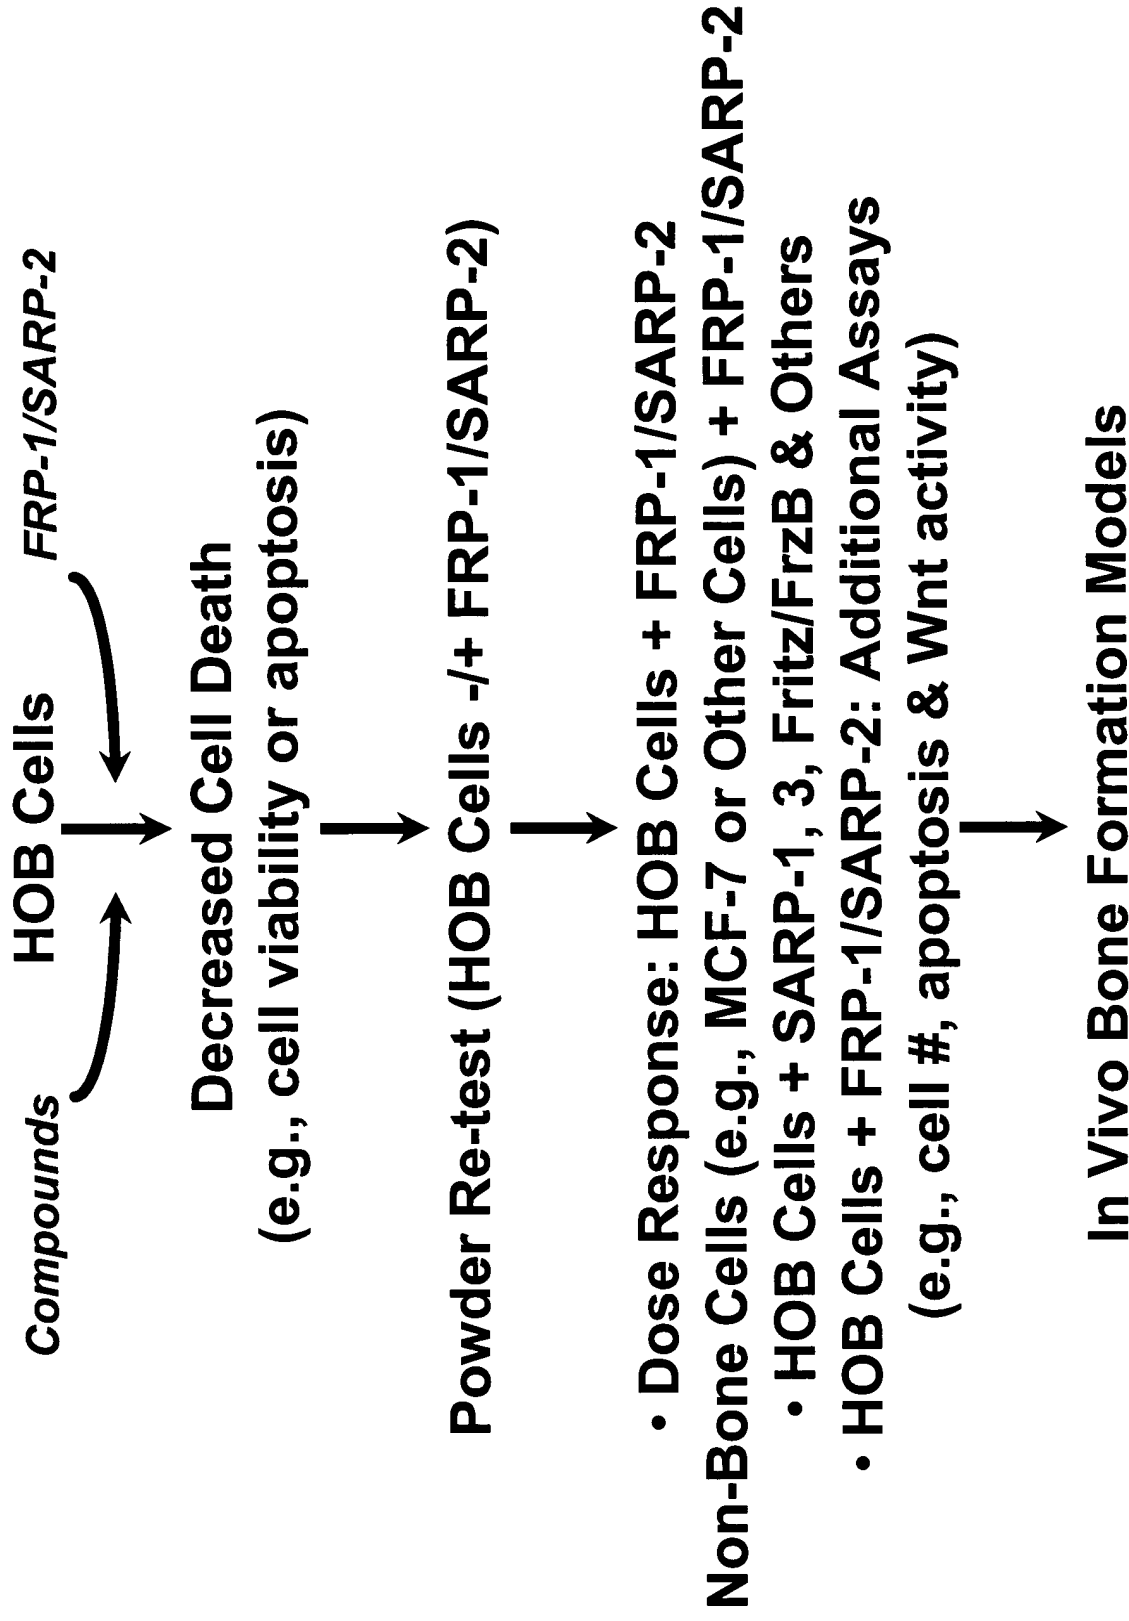 Compounds
HOB Cells
FRP-1/SARP-2
Decreased Cell Death
(e.g., cell viability or apoptosis)
Powder Re-test (HOB Cells -/+ FRP-1/SARP-2)
• Dose Response: HOB Cells + FRP-1/SARP-2
Non-Bone Cells (e.g., MCF-7 or Other Cells) + FRP-1/SARP-2
• HOB Cells + SARP-1, 3, Fritz/FrzB & Others
• HOB Cells + FRP-1/SARP-2: Additional Assays
(e.g., cell #, apoptosis & Wnt activity)
In Vivo Bone Formation Models